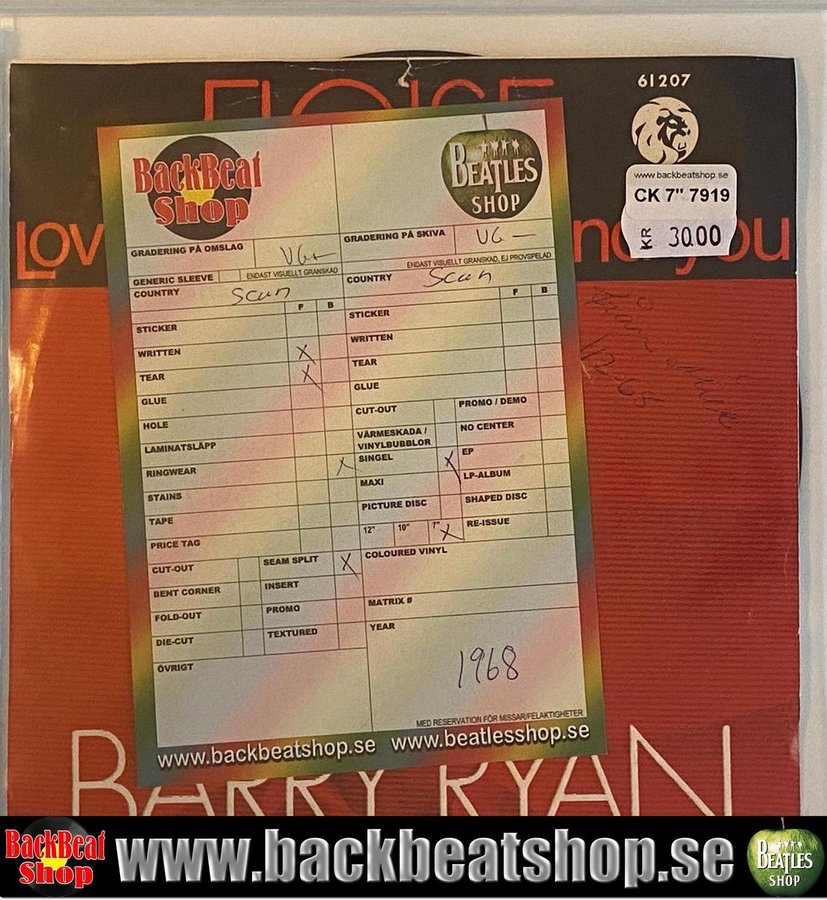 ELOISE
61207
www.backbeatshop.se
CK 7" 7919
KR 30.00
Lov
no you
BackBeat
Shop
BEATLES
SHOP
GRADERING PÅ OMSLAG VG-
GENERIC SLEEVE
ENDAST VISUELLT GRANSKAD
COUNTRY Scan
F B
STICKER
WRITTEN X
TEAR X
GLUE
HOLE
LAMINATSLÄPP
RINGWEAR X
STAINS
TAPE
PRICE TAG
CUT-OUT
SEAM SPLIT X
BENT CORNER
INSERT
FOLD-OUT
PROMO
DIE-CUT
TEXTURED
ÖVRIGT
GRADERING PÅ SKIVA VG -
ENDAST VISUELLT GRANSKAD, EJ PROVSPELAD
COUNTRY Scan
F B
STICKER
WRITTEN
TEAR
GLUE
CUT-OUT
PROMO / DEMO
VÄRMESKADA /
VINYLBUBBLOR
NO CENTER
SINGEL X
EP
MAXI
LP-ALBUM
PICTURE DISC
SHAPED DISC
12" 10" 7" X
RE-ISSUE
COLOURED VINYL
MATRIX #
YEAR
1968
MED RESERVATION FÖR MISSAR/FELAKTIGHETER
www.backbeatshop.se www.beatlesshop.se
BARRY RYAN
BackBeat
Shop
www.backbeatshop.se
BEATLES
SHOP